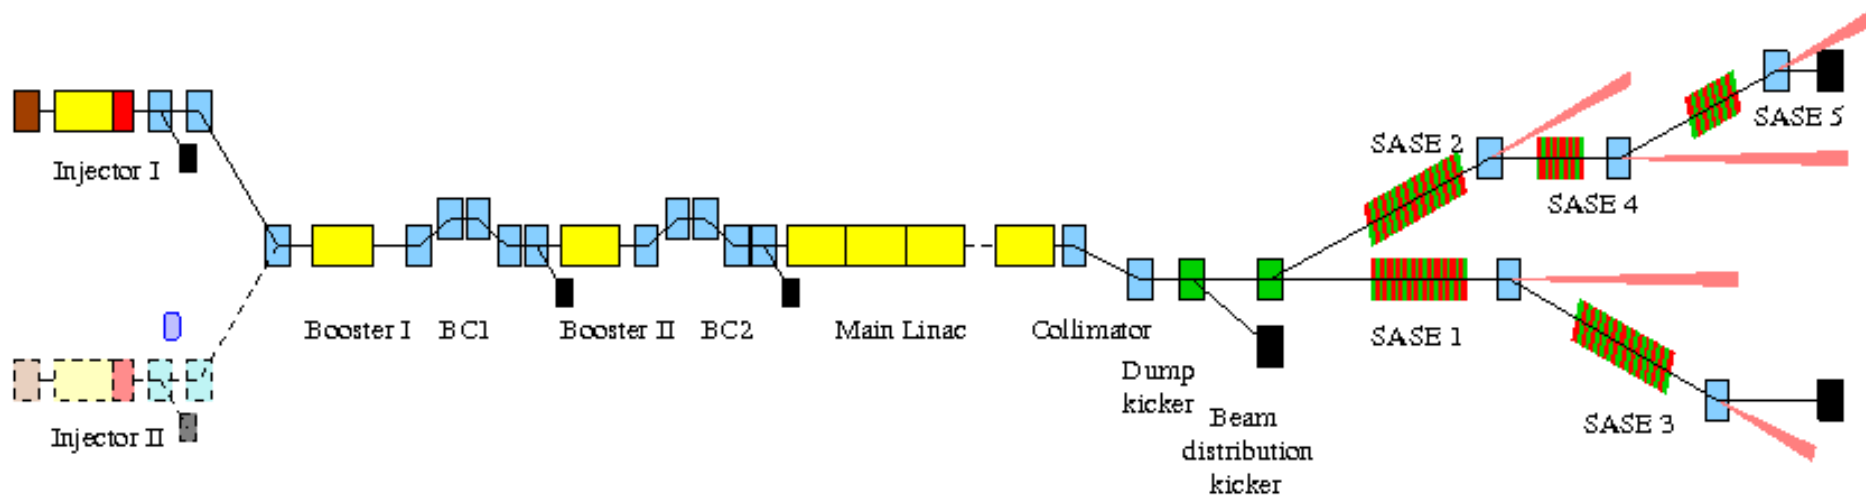 Injector I
Injector II
Booster I
BC1
Booster II
BC2
Main Linac
Collimator
Dump
kicker
Beam
distribution
kicker
SASE 2
SASE 4
SASE 5
SASE 1
SASE 3